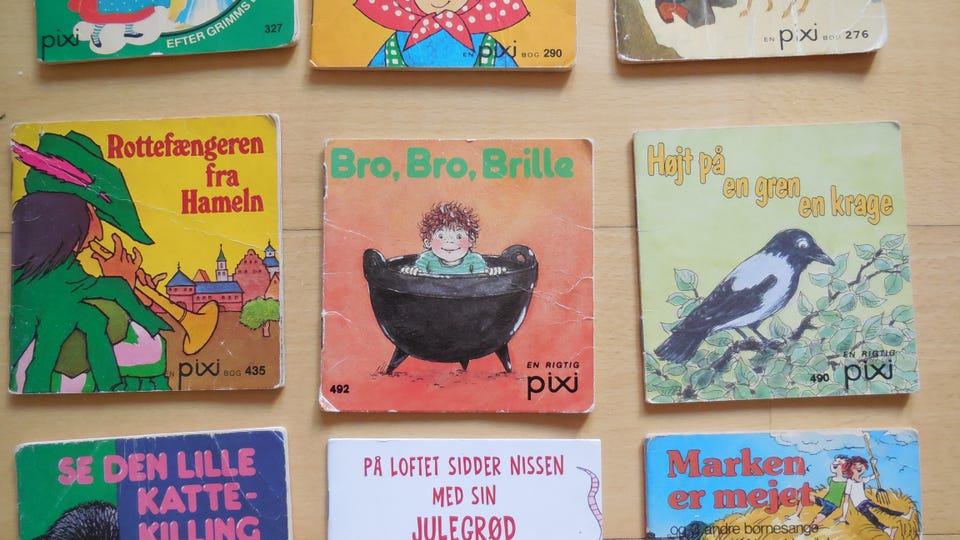 pixi
EFTER GRIMMS
327
EN pixi BOG 290
EN pixi BOG 276
Rottefængeren
fra
Hameln
EN pixi BOG 435
Bro, Bro, Brille
492
EN RIGTIG
pixi
Højt på
en gren
en krage
490
EN RIGTIG
pixi
SE DEN LILLE
KATTE-
KILLING
PÅ LOFTET SIDDER NISSEN
MED SIN
JULEGRØD
Marken
er mejet
andre børnesange